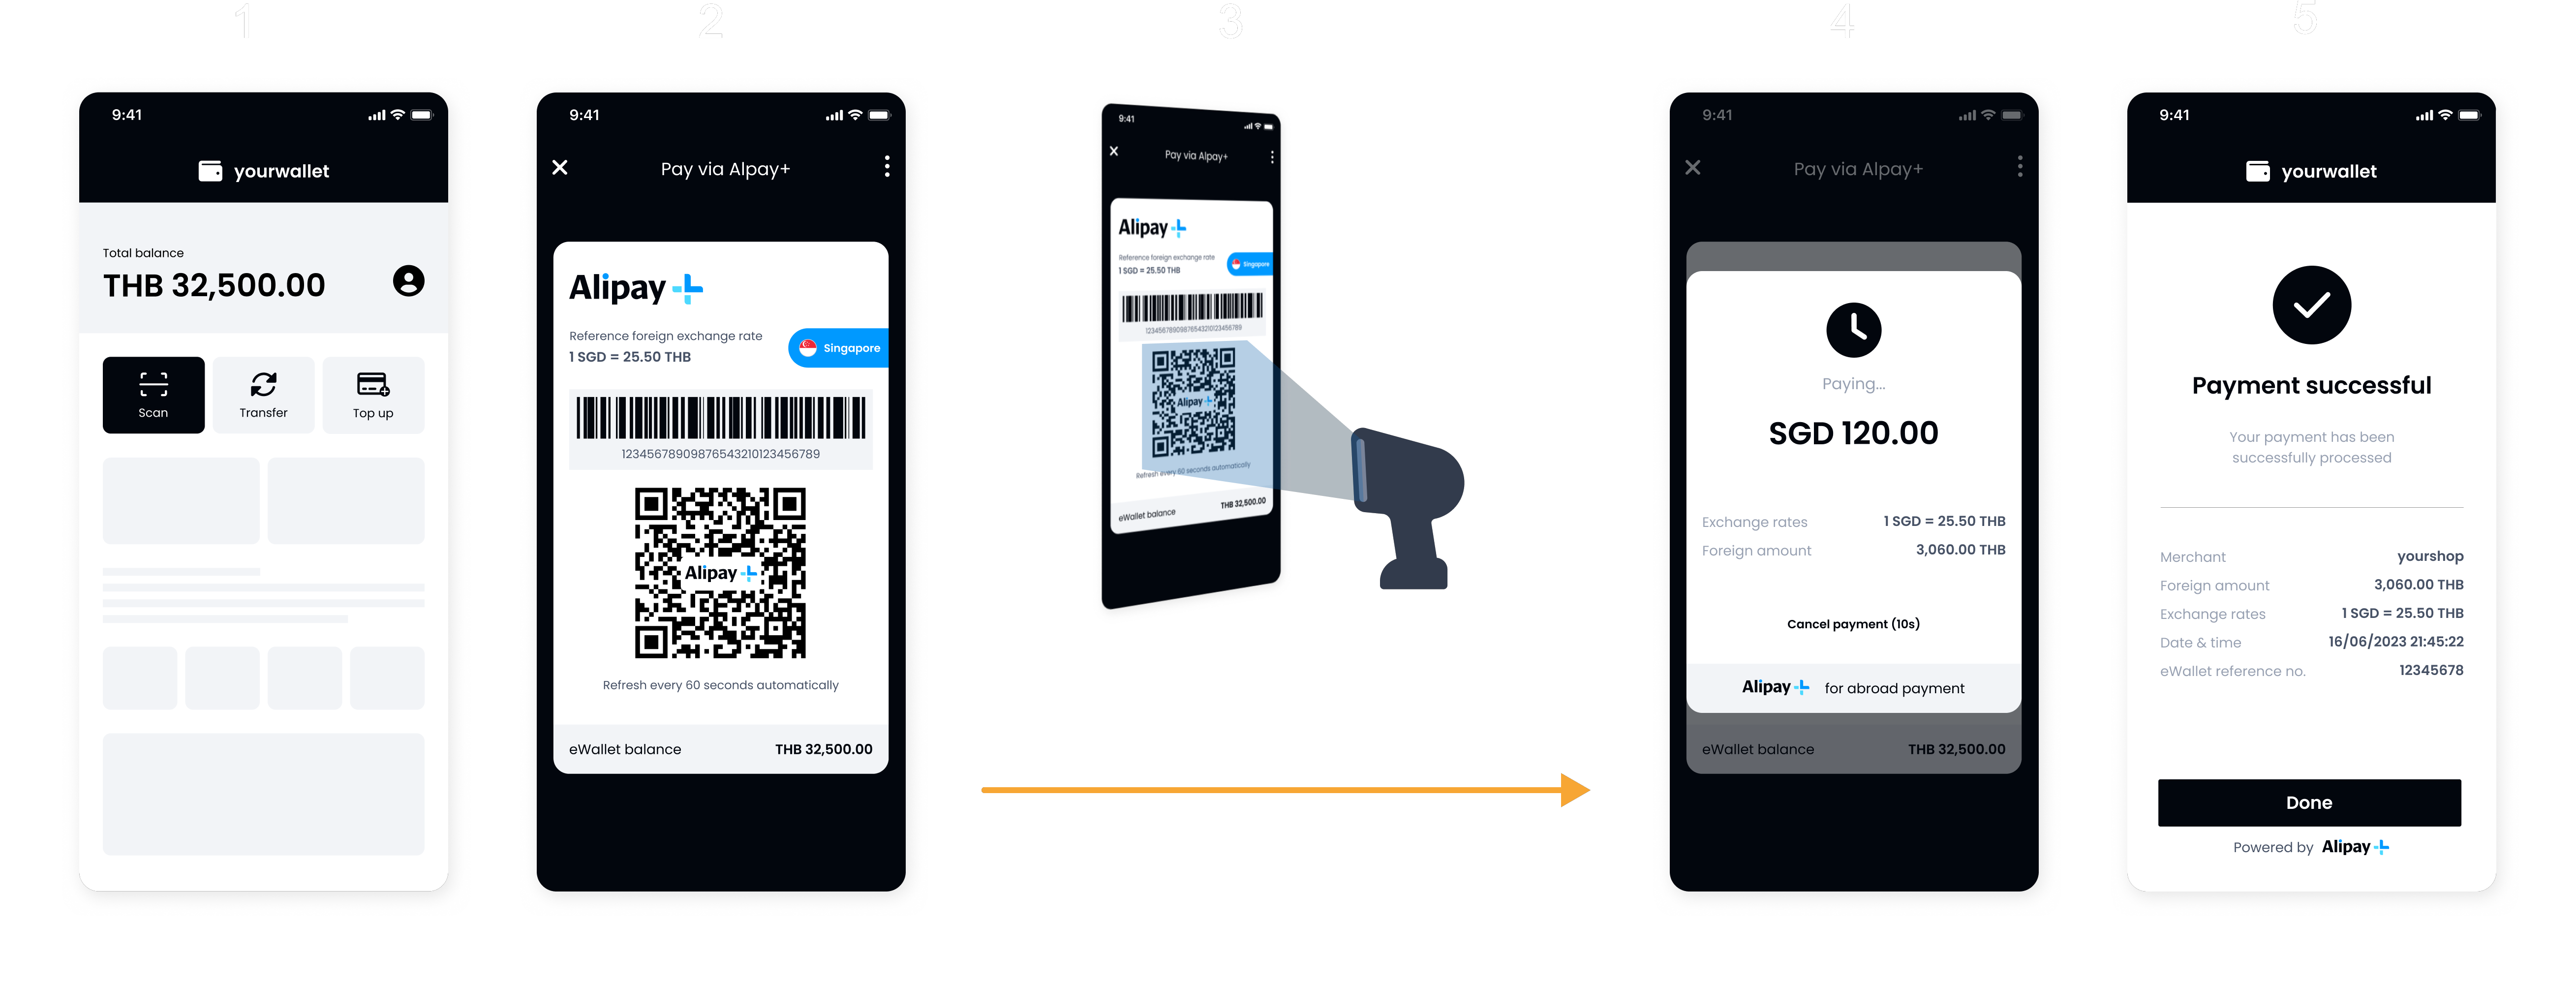 1
2
3
4
5
9:41
yourwallet
Total balance
THB 32,500.00
Scan
Transfer
Top up
9:41
Pay via Alpay+
Alipay+
Reference foreign exchange rate
1 SGD = 25.50 THB
Singapore
12345678909876543210123456789
Alipay+
Refresh every 60 seconds automatically
eWallet balance
THB 32,500.00
9:41
Pay via Alpay+
Alipay+
Reference foreign exchange rate
1 SGD = 25.50 THB
Singapore
12345678909876543210123456789
Alipay+
Refresh every 60 seconds automatically
eWallet balance
THB 32,500.00
9:41
Pay via Alpay+
Paying...
SGD 120.00
Exchange rates
1 SGD = 25.50 THB
Foreign amount
3,060.00 THB
Cancel payment (10s)
Alipay+ for abroad payment
eWallet balance
THB 32,500.00
9:41
yourwallet
Payment successful
Your payment has been
successfully processed
Merchant
yourshop
Foreign amount
3,060.00 THB
Exchange rates
1 SGD = 25.50 THB
Date & time
16/06/2023 21:45:22
eWallet reference no.
12345678
Done
Powered by Alipay+